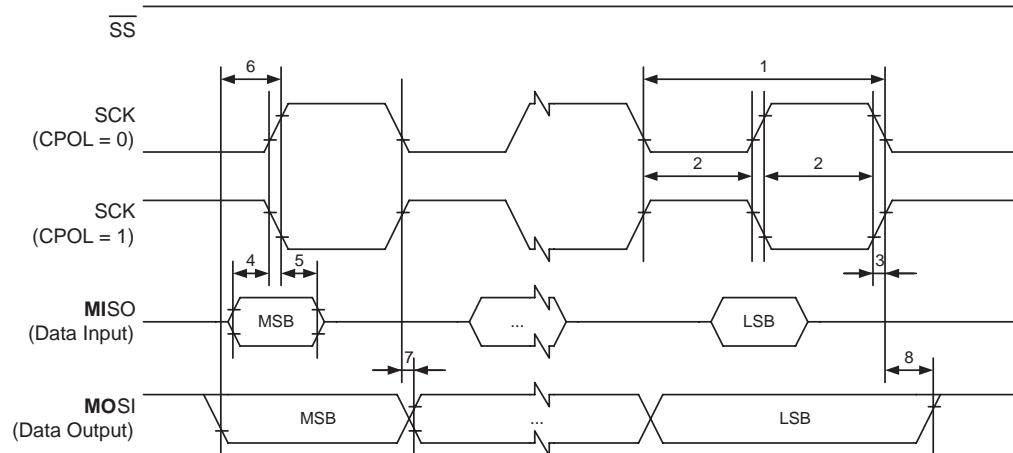 SS
6
1
SCK
(CPOL = 0)
2
2
SCK
(CPOL = 1)
4
5
3
MISO
(Data Input)
MSB
...
LSB
7
8
MOSI
(Data Output)
MSB
...
LSB